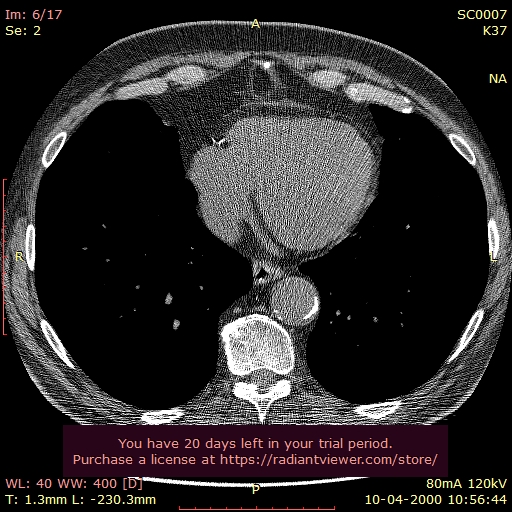 Im: 6/17
Se: 2
A
SC0007
K37
NA
R
L
You have 20 days left in your trial period.
Purchase a license at https://radiantviewer.com/store/
WL: 40 WW: 400 [D]
T: 1.3mm L: -230.3mm
P
80mA 120kV
10-04-2000 10:56:44